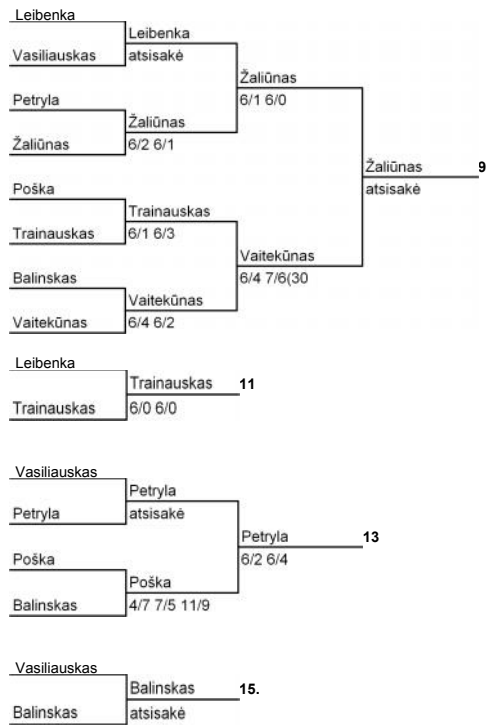 Leibenka
Leibenka
Vasiliauskas atsisakė
Žaliūnas
Petryla 6/1 6/0
Žaliūnas
Žaliūnas 6/2 6/1
Žaliūnas 9
Poška atsisakė
Trainauskas
Trainauskas 6/1 6/3
Vaitekūnas
Balinskas 6/4 7/6(30
Vaitekūnas
Vaitekūnas 6/4 6/2
Leibenka
Trainauskas 11
Trainauskas 6/0 6/0
Vasiliauskas
Petryla
Petryla atsisakė
Petryla 13
Poška 6/2 6/4
Poška
Balinskas 4/7 7/5 11/9
Vasiliauskas
Balinskas 15.
Balinskas atsisakė